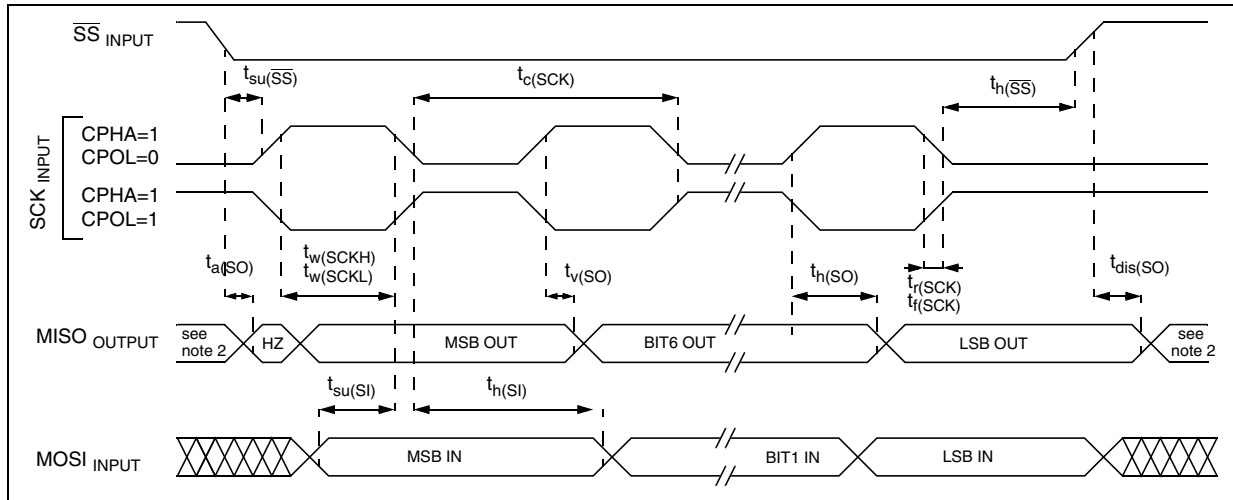 SS INPUT
tsu(SS)
tc(SCK)
th(SS)
SCK INPUT
CPHA=1
CPOL=0
CPHA=1
CPOL=1
ta(SO)
tw(SCKH)
tw(SCKL)
tv(SO)
th(SO)
tr(SCK)
tf(SCK)
tdis(SO)
MISO OUTPUT
see
note 2
HZ
MSB OUT
BIT6 OUT
LSB OUT
see
note 2
tsu(SI)
th(SI)
MOSI INPUT
MSB IN
BIT1 IN
LSB IN